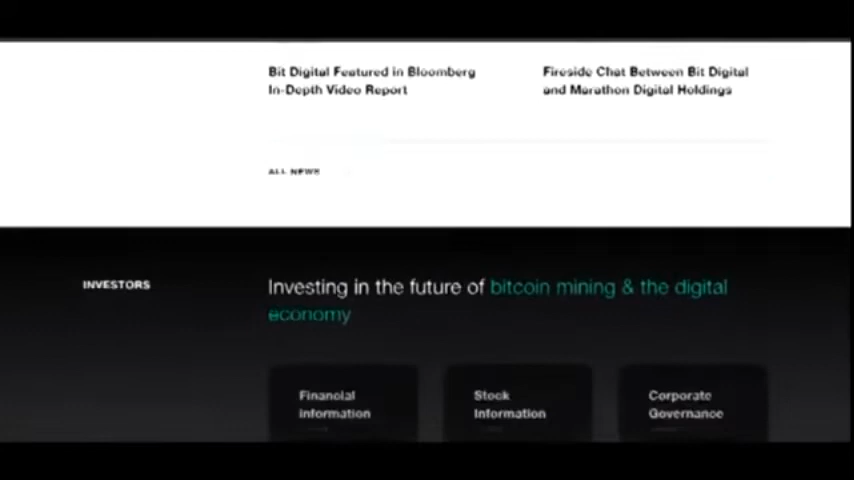 Bit Digital Featured in Bloomberg
In-Depth Video Report
Fireside Chat Between Bit Digital
and Marathon Digital Holdings
ALL NEWS
INVESTORS
Investing in the future of bitcoin mining & the digital
economy
Financial
Information
Stock
Information
Corporate
Governance